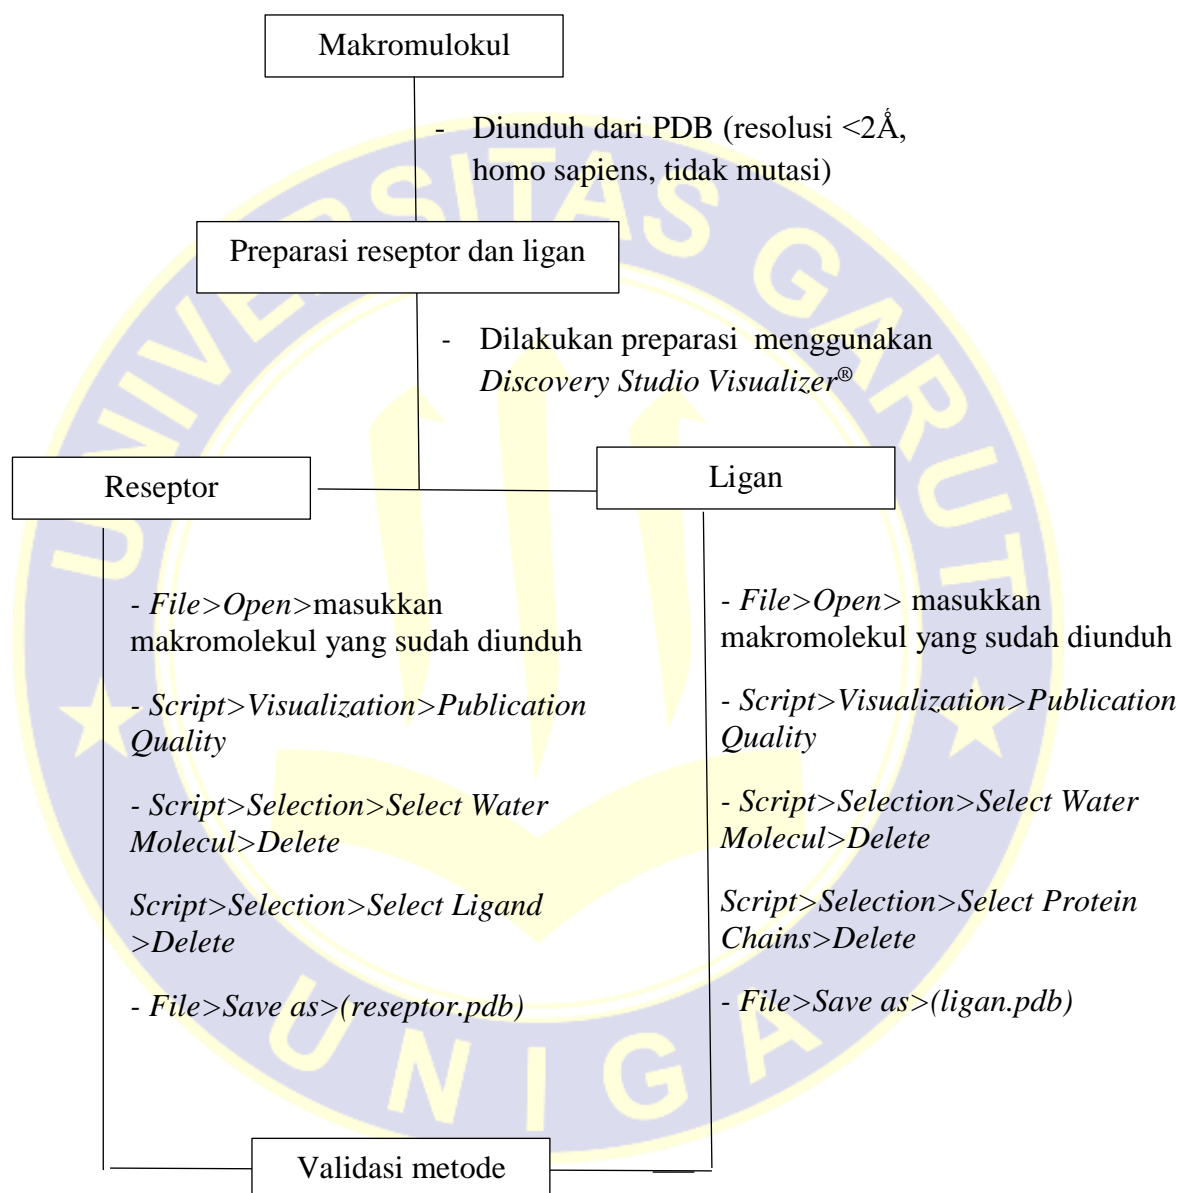 Makromulokul
- Diunduh dari PDB (resolusi <2Å,
homo sapiens, tidak mutasi)
Preparasi reseptor dan ligan
- Dilakukan preparasi menggunakan
Discovery Studio Visualizer®
Reseptor
Ligan
- File>Open>masukkan
makromolekul yang sudah diunduh
- Script>Visualization>Publication
Quality
- Script>Selection>Select Water
Molecul>Delete
Script>Selection>Select Ligand
>Delete
- File>Save as>(reseptor.pdb)
- File>Open> masukkan
makromolekul yang sudah diunduh
- Script>Visualization>Publication
Quality
- Script>Selection>Select Water
Molecul>Delete
Script>Selection>Select Protein
Chains>Delete
- File>Save as>(ligan.pdb)
Validasi metode
UNIVERSITAS GARUT
UNIGA